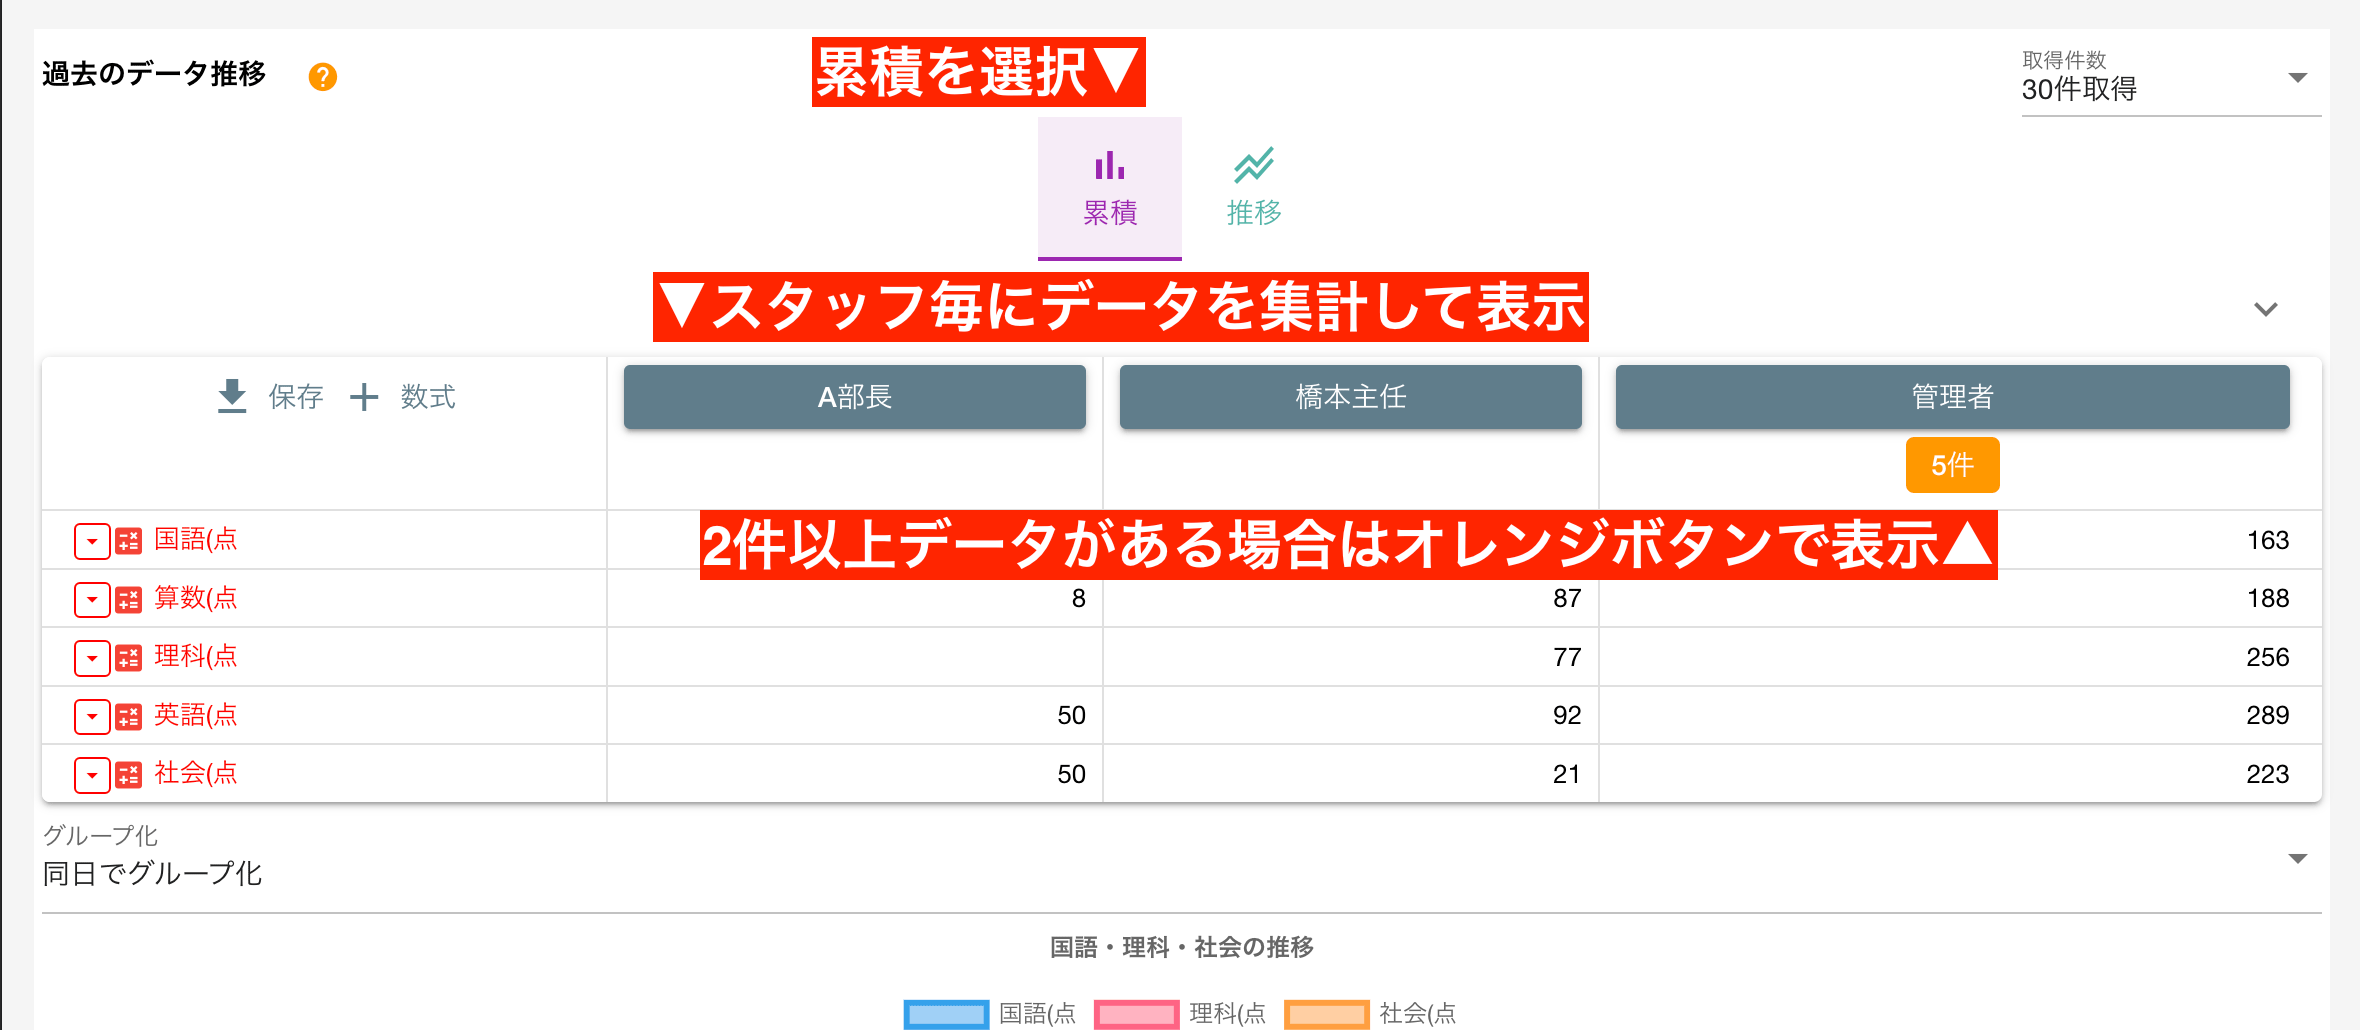 過去のデータ推移
?
累積を選択▼
取得件数
30件取得
累積
推移
▼スタッフ毎にデータを集計して表示
保存 数式 A部長 橋本主任 管理者
5件
国語(点 2件以上データがある場合はオレンジボタンで表示▲ 163
算数(点 8 87 188
理科(点 77 256
英語(点 50 92 289
社会(点 50 21 223
グループ化
同日でグループ化
国語・理科・社会の推移
国語(点 理科(点 社会(点